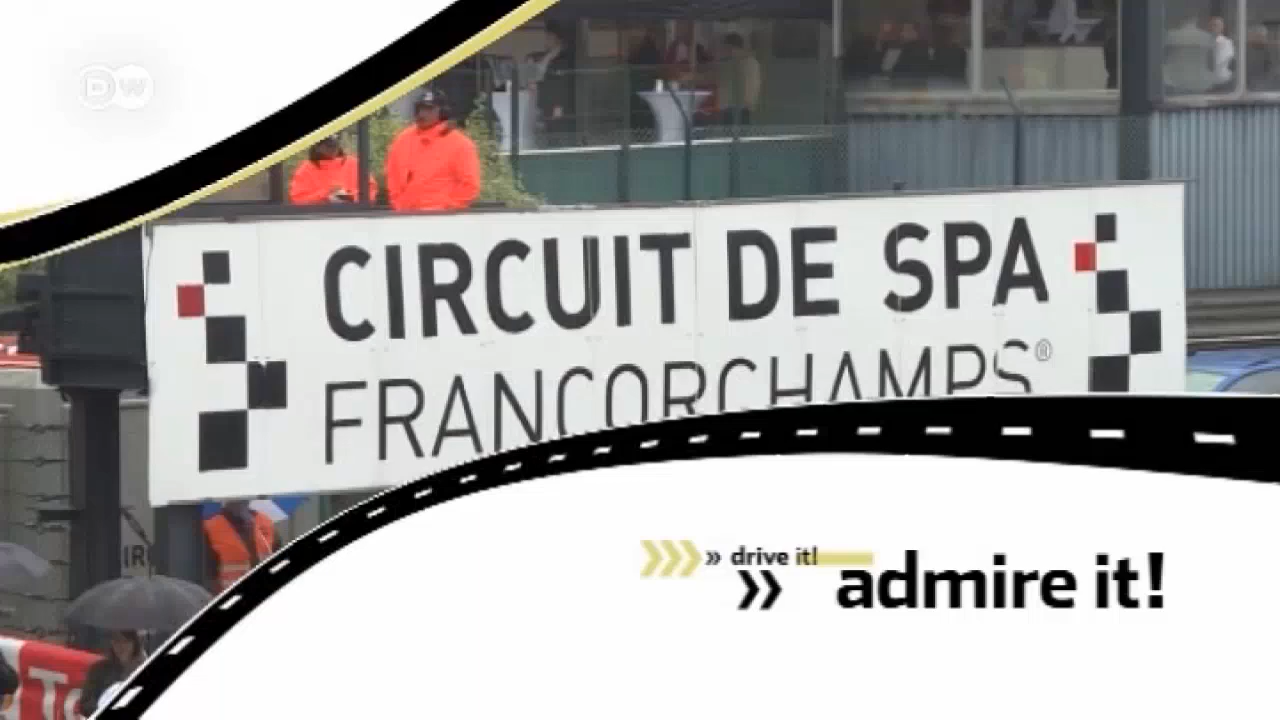 DW
CIRCUIT DE SPA
FRANCORCHAMPS®
» drive it!
» admire it!